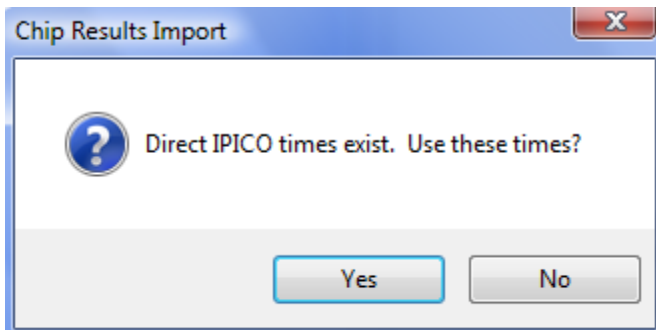 Chip Results Import
Direct IPICO times exist.  Use these times?
Yes
No